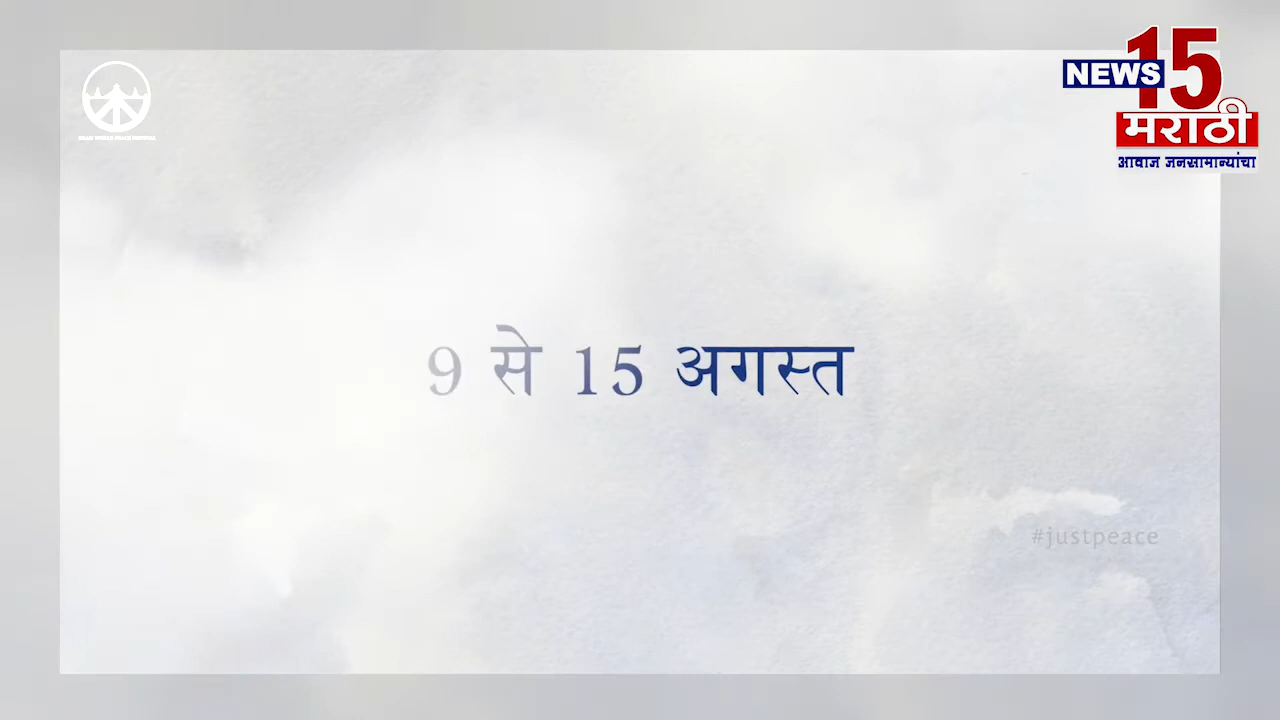 NEWS 15
मराठी
आवाज जनसामान्यांचा
9 से 15 अगस्त
#justpeace